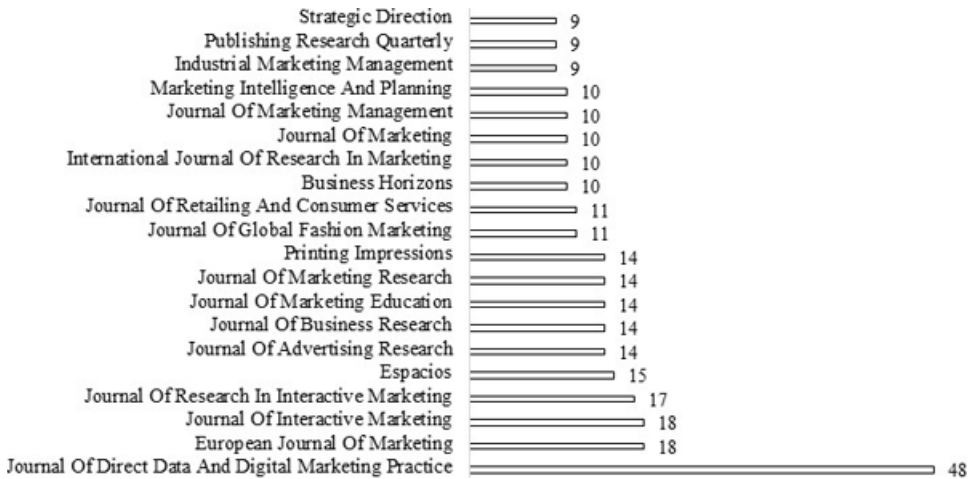 Strategic Direction 9
Publishing Research Quarterly 9
Industrial Marketing Management 9
Marketing Intelligence And Planning 10
Journal Of Marketing Management 10
Journal Of Marketing 10
International Journal Of Research In Marketing 10
Business Horizons 10
Journal Of Retailing And Consumer Services 11
Journal Of Global Fashion Marketing 11
Printing Impressions 14
Journal Of Marketing Research 14
Journal Of Marketing Education 14
Journal Of Business Research 14
Journal Of Advertising Research 14
Espacios 15
Journal Of Research In Interactive Marketing 17
Journal Of Interactive Marketing 18
European Journal Of Marketing 18
Journal Of Direct Data And Digital Marketing Practice 48